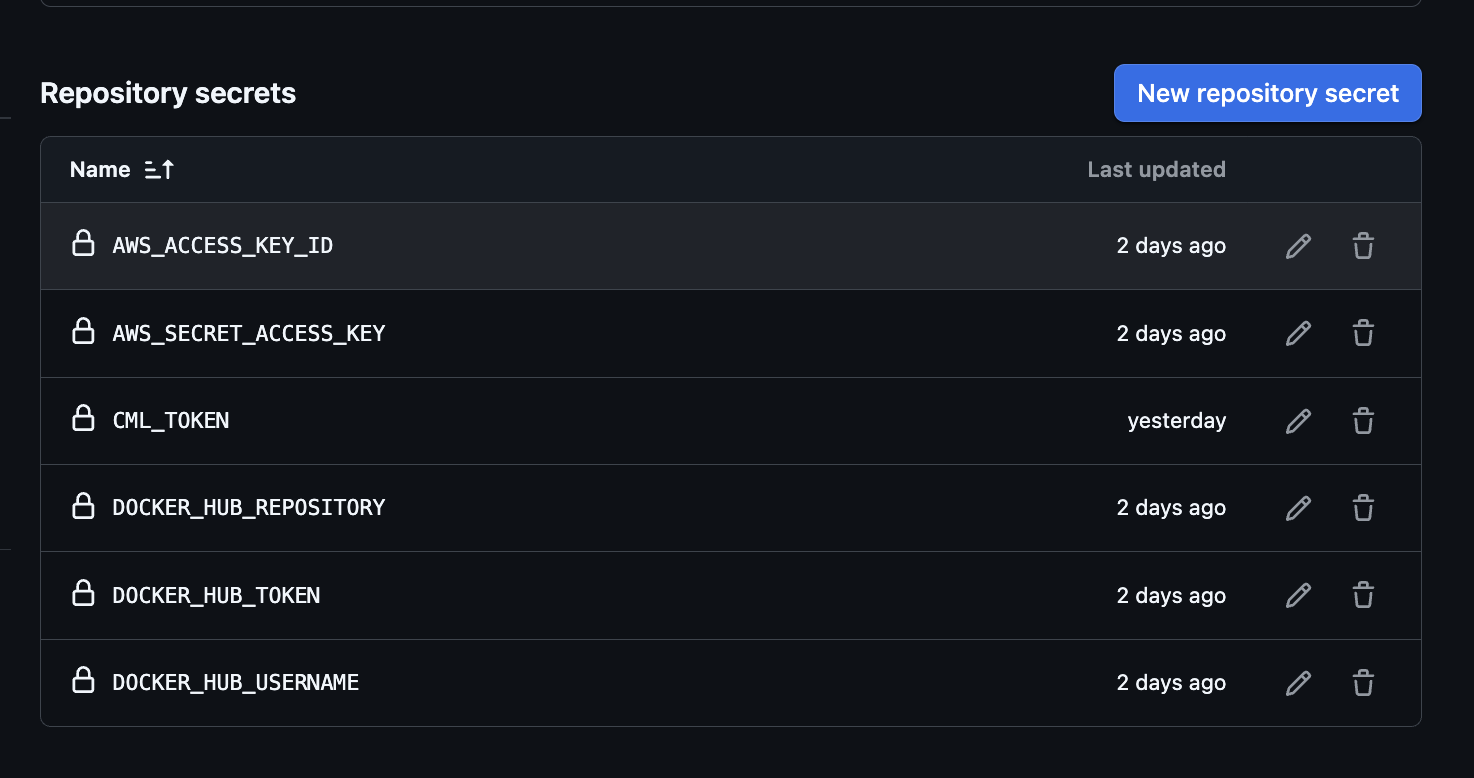 Repository secrets
New repository secret
Name
Last updated
AWS_ACCESS_KEY_ID
2 days ago
AWS_SECRET_ACCESS_KEY
2 days ago
CML_TOKEN
yesterday
DOCKER_HUB_REPOSITORY
2 days ago
DOCKER_HUB_TOKEN
2 days ago
DOCKER_HUB_USERNAME
2 days ago